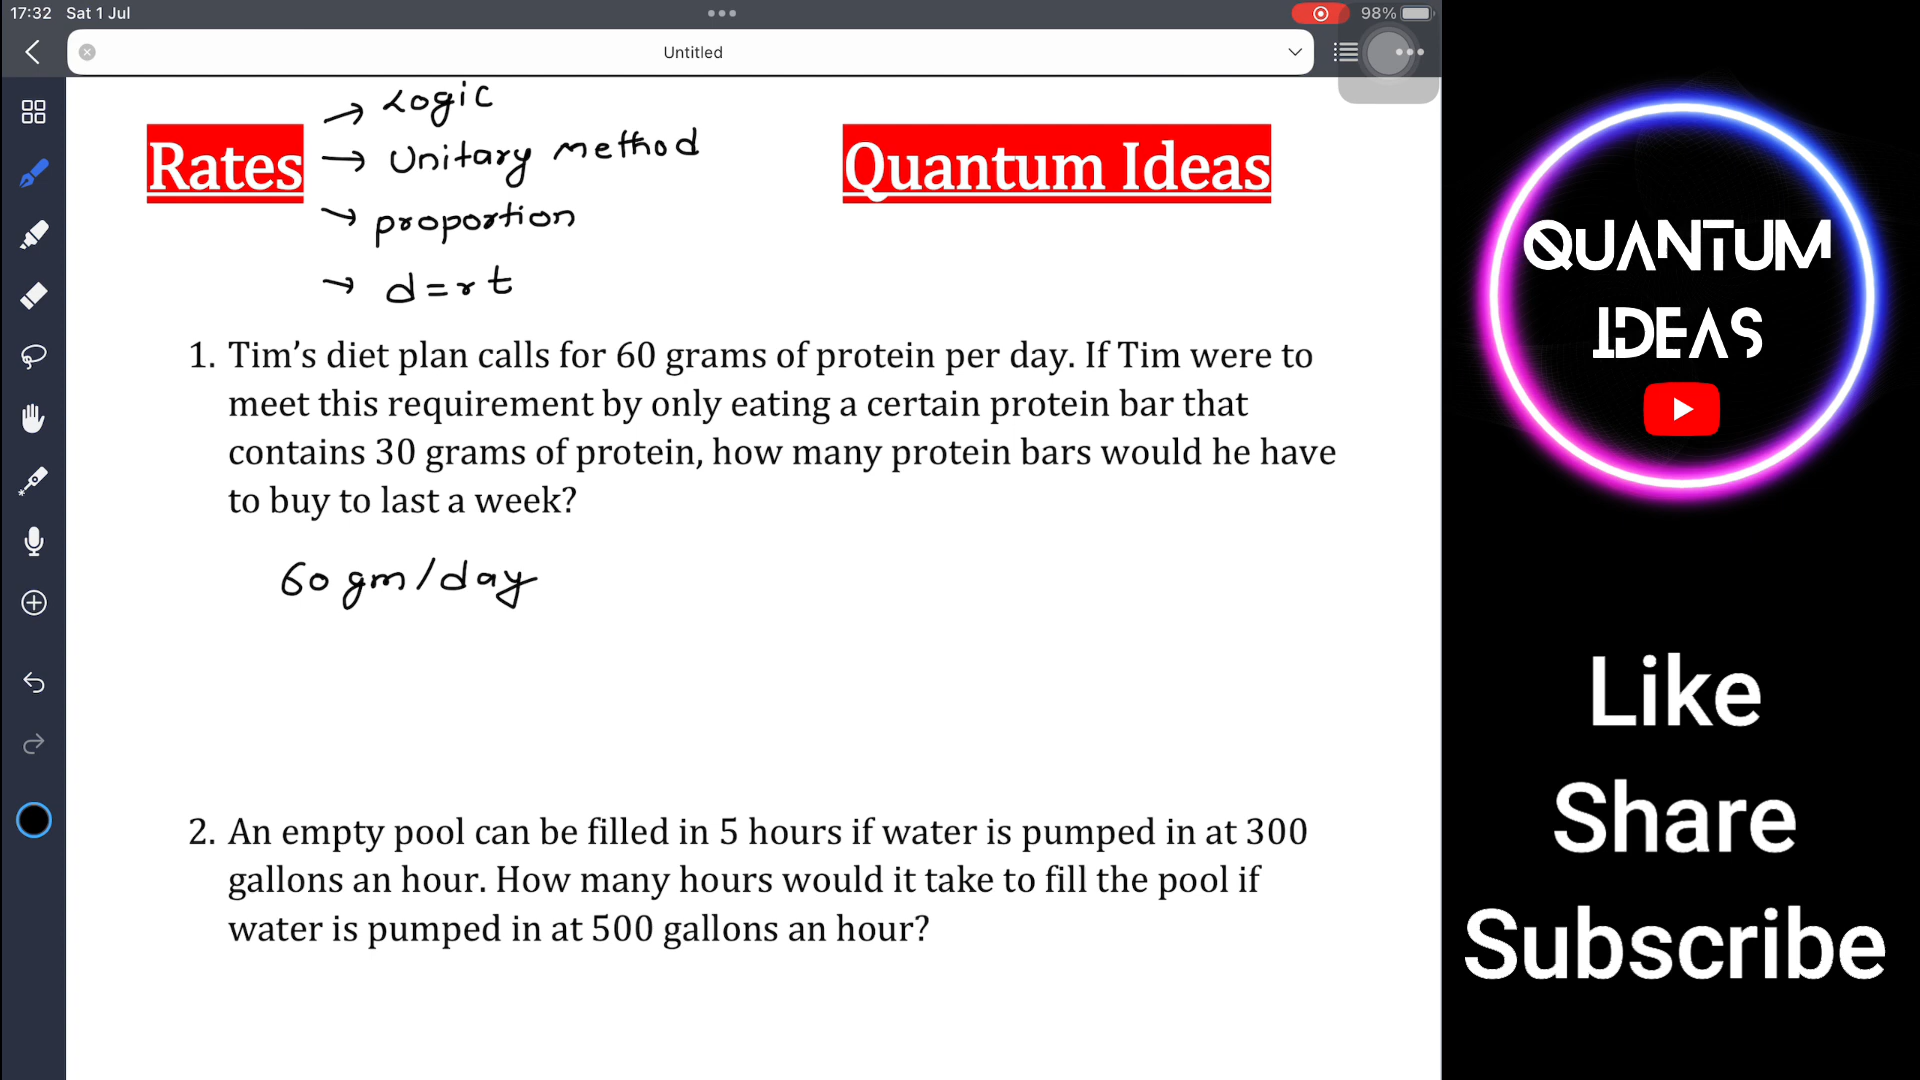 17:32 Sat 1 Jul
98%
Untitled
→ Logic
Rates → Unitary method
Quantum Ideas
→ proportion
→ d = r t
1. Tim’s diet plan calls for 60 grams of protein per day. If Tim were to
meet this requirement by only eating a certain protein bar that
contains 30 grams of protein, how many protein bars would he have
to buy to last a week?
60 gm/day
2. An empty pool can be filled in 5 hours if water is pumped in at 300
gallons an hour. How many hours would it take to fill the pool if
water is pumped in at 500 gallons an hour?
QUANTUM
IDEAS
Like
Share
Subscribe